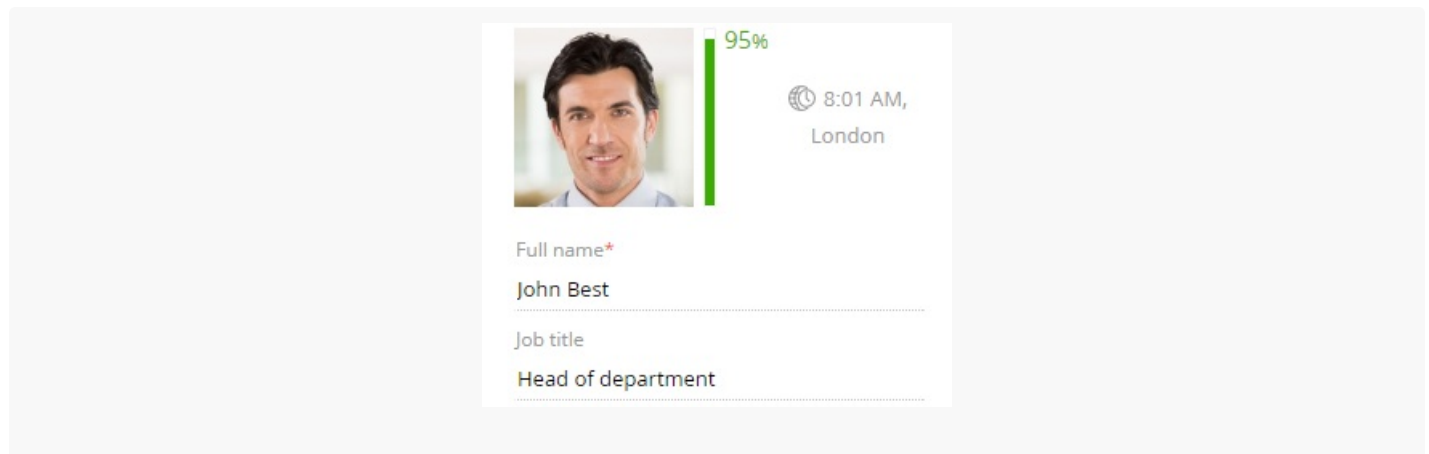 95%
8:01 AM,
London
Full name*
John Best
Job title
Head of department